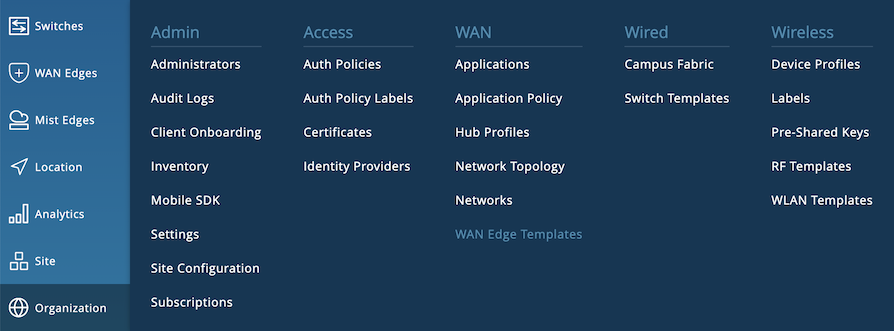 Switches
WAN Edges
Mist Edges
Location
Analytics
Site
Organization
Admin
Administrators
Audit Logs
Client Onboarding
Inventory
Mobile SDK
Settings
Site Configuration
Subscriptions
Access
Auth Policies
Auth Policy Labels
Certificates
Identity Providers
WAN
Applications
Application Policy
Hub Profiles
Network Topology
Networks
WAN Edge Templates
Wired
Campus Fabric
Switch Templates
Wireless
Device Profiles
Labels
Pre-Shared Keys
RF Templates
WLAN Templates